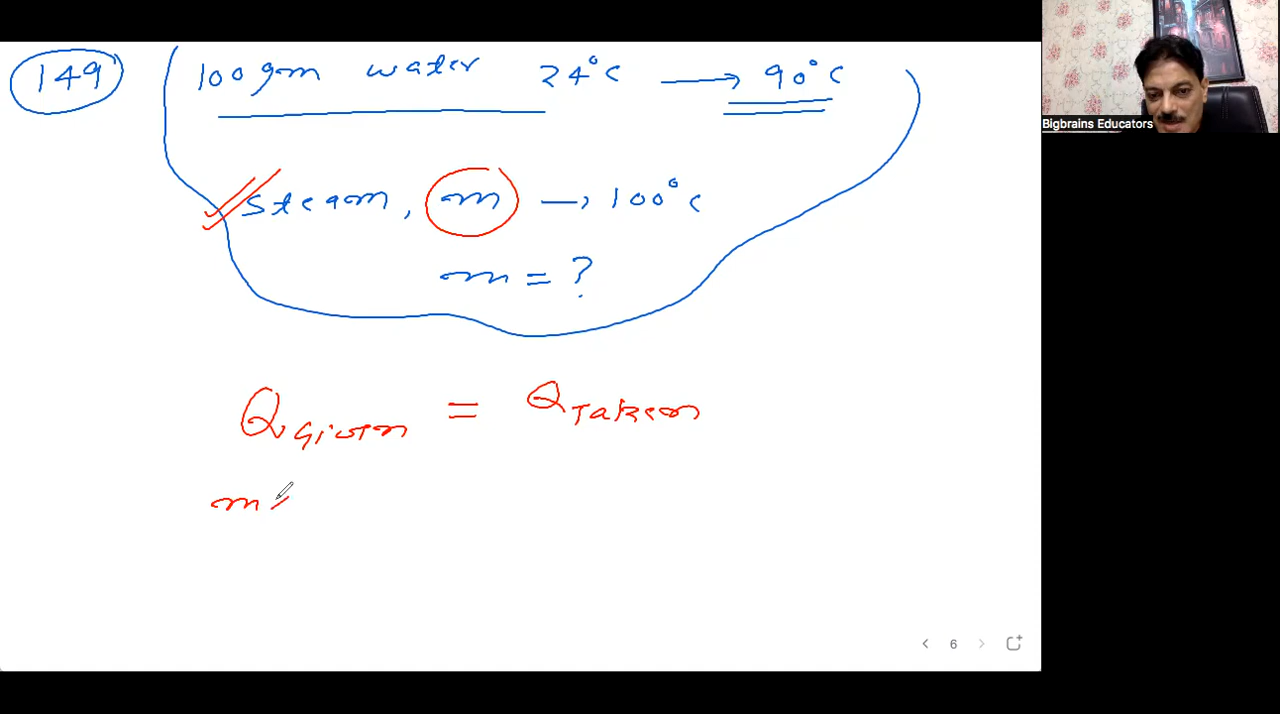 149
100 gm water 24°C → 90°C
Steam, m → 100°C
m = ?
Q Given = Q Taken
m
Bigbrains Educators
6